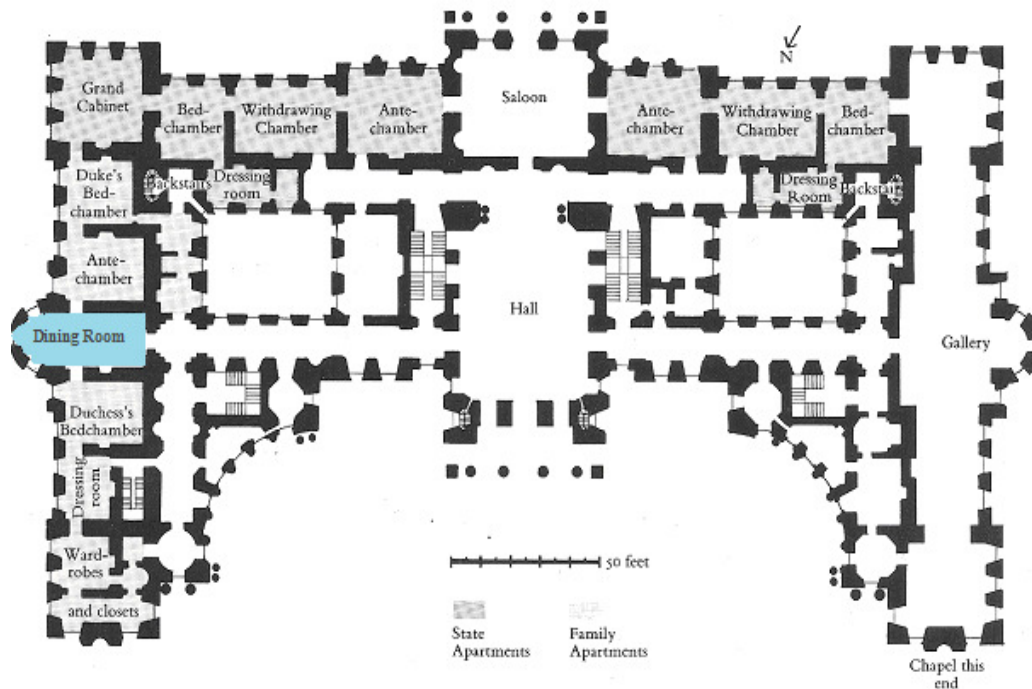 Grand
Cabinet
Bed-
chamber
Withdrawing
Chamber
Ante-
chamber
Saloon
Ante-
chamber
Withdrawing
Chamber
Bed-
chamber
N
Duke's
Bed-
chamber
Backstairs
Dressing
room
Dressing
Room
Backstairs
Ante-
chamber
Hall
Dining Room
Gallery
Duchess's
Bedchamber
Dressing
room
Ward-
robes
and closets
50 feet
State
Apartments
Family
Apartments
Chapel this
end